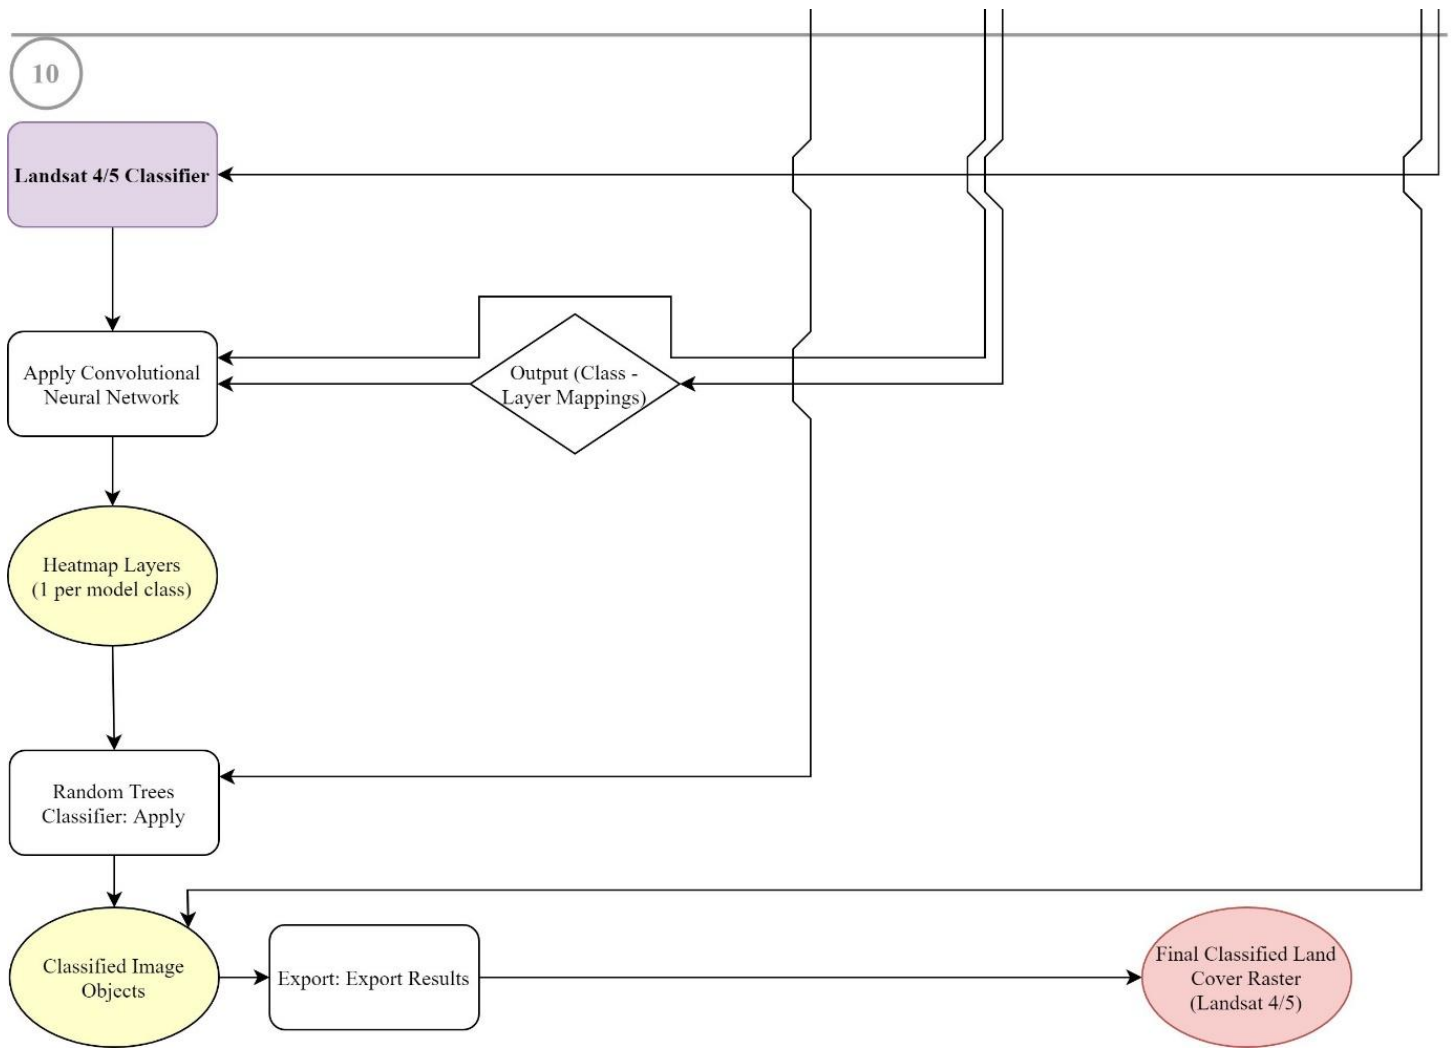 10
Landsat 4/5 Classifier
Apply Convolutional
Neural Network
Output (Class -
Layer Mappings)
Heatmap Layers
(1 per model class)
Random Trees
Classifier: Apply
Classified Image
Objects
Export: Export Results
Final Classified Land
Cover Raster
(Landsat 4/5)